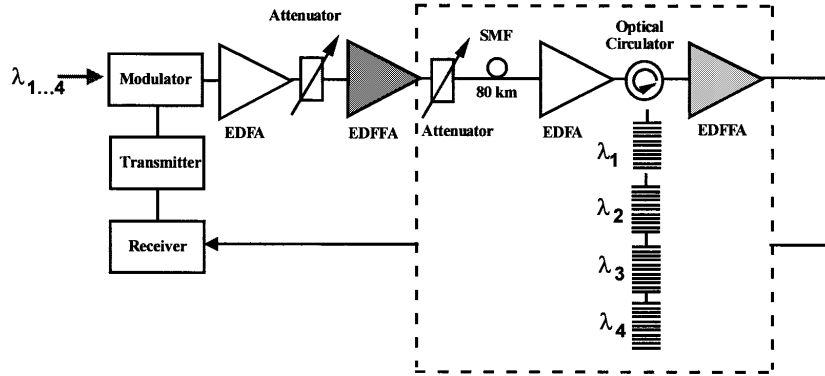 Attenuator
SMF
Optical
Circulator
λ1...4
Modulator
80 km
EDFA
EDFFA
Attenuator
EDFA
EDFFA
Transmitter
λ1
λ2
Receiver
λ3
λ4